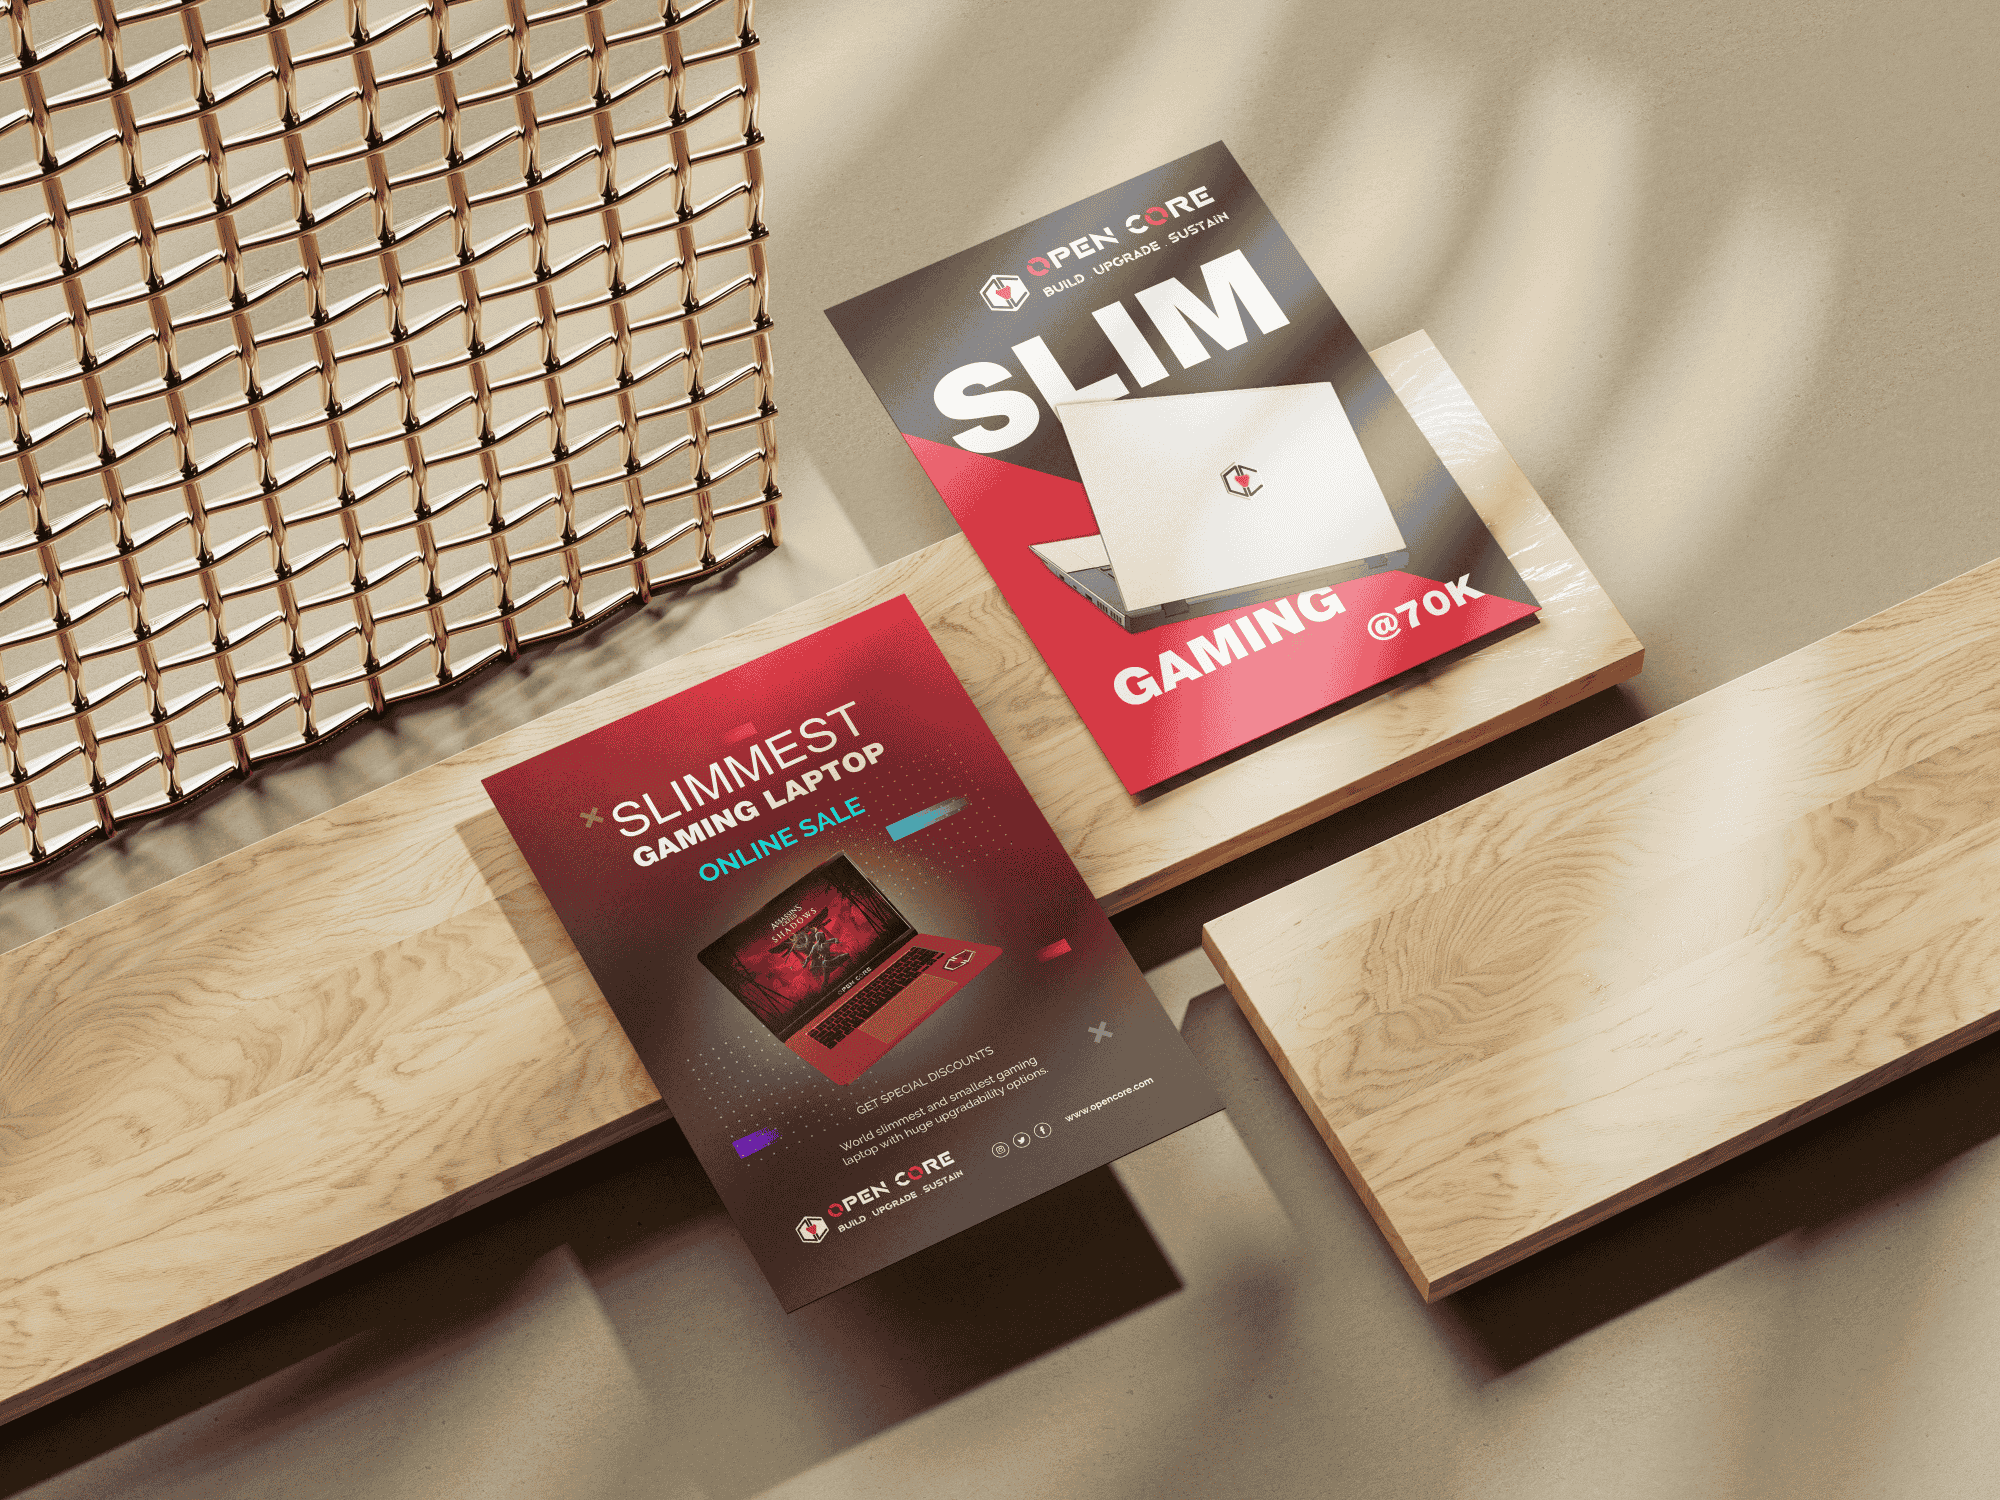 OPEN CORE
BUILD . UPGRADE . SUSTAIN
SLIM
GAMING
@70K
SLIMMEST
GAMING LAPTOP
ONLINE SALE
ASSASSIN'S
CREED
SHADOWS
OPEN CORE
GET SPECIAL DISCOUNTS
World slimmest and smallest gaming
laptop with huge upgradability options.
www.opencore.com
OPEN CORE
BUILD . UPGRADE . SUSTAIN